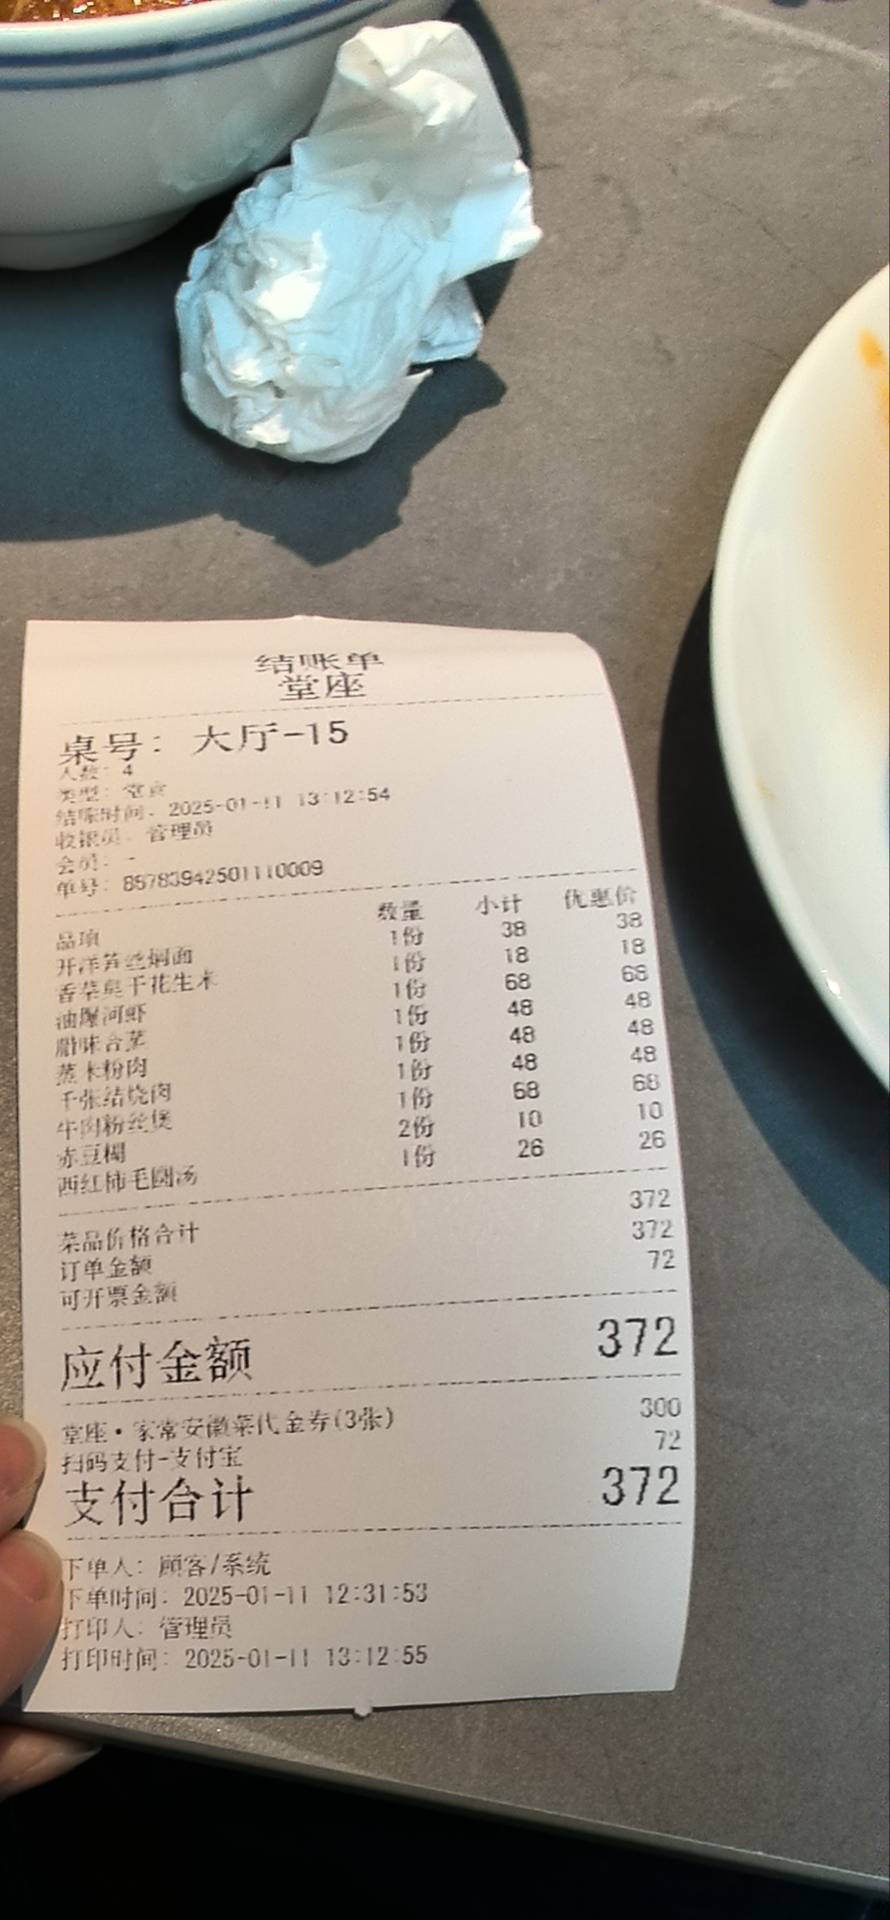 结账单
堂座
桌号: 大厅-15
人数: 4
类型: 堂食
结账时间: 2025-01-11 13:12:54
收银员: 管理员
会员: -
单号: 85783942501110009
品项 数量 小计 优惠价
开洋笋丝焖面 1份 38 38
香菜臭干花生米 1份 18 18
油爆河虾 1份 68 68
腊味合蒸 1份 48 48
蒸米粉肉 1份 48 48
千张结烧肉 1份 48 48
牛肉粉丝煲 1份 68 68
赤豆糊 2份 10 10
西红柿毛圆汤 1份 26 26
菜品价格合计 372
订单金额 372
可开票金额 72
应付金额 372
堂座·家常安徽菜代金券(3张) 300
扫码支付-支付宝 72
支付合计 372
下单人: 顾客/系统
下单时间: 2025-01-11 12:31:53
打印人: 管理员
打印时间: 2025-01-11 13:12:55